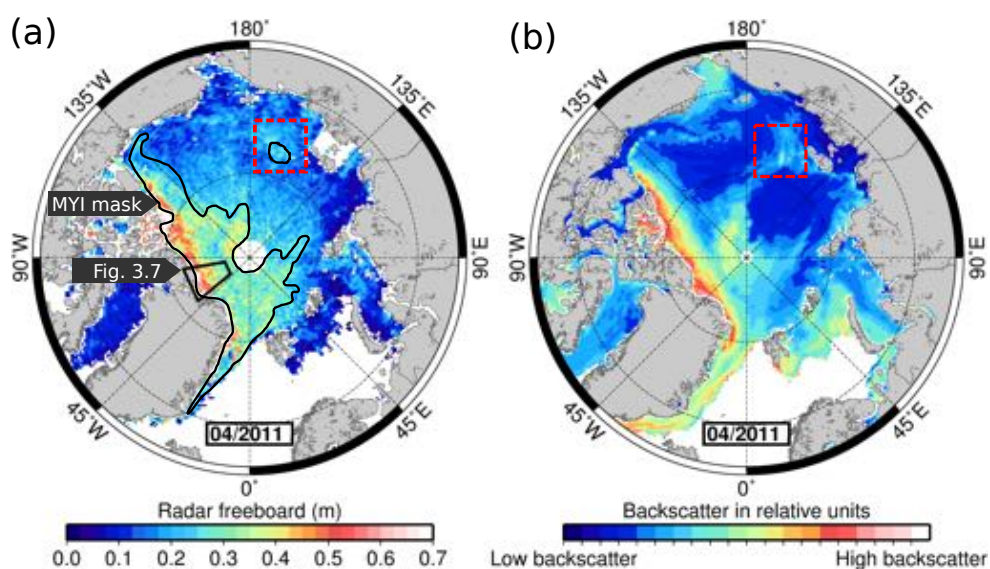 (a)
180˚
135˚W
135˚E
MYI mask
90˚W
90˚E
Fig. 3.7
45˚W
45˚E
04/2011
0˚
Radar freeboard (m)
0.0 0.1 0.2 0.3 0.4 0.5 0.6 0.7
(b)
180˚
135˚W
135˚E
90˚W
90˚E
45˚W
45˚E
04/2011
0˚
Backscatter in relative units
Low backscatter High backscatter